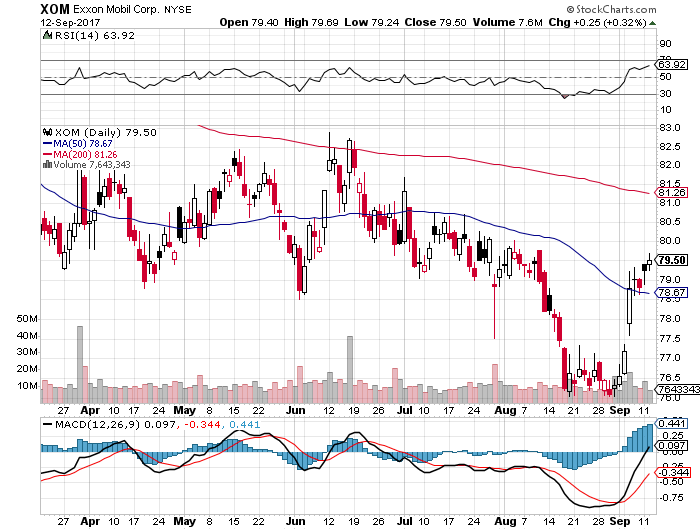 XOM Exxon Mobil Corp. NYSE
© StockCharts.com
12-Sep-2017
Open 79.40 High 79.69 Low 79.24 Close 79.50 Volume 7.6M Chg +0.25 (+0.32%)
RSI(14) 63.92
90
70
63.92
50
30
10
XOM (Daily) 79.50
MA(50) 78.67
MA(200) 81.26
Volume 7,643,343
83.0
82.5
82.0
81.5
81.26
81.0
80.5
80.0
79.50
79.0
78.67
78.5
78.0
77.5
77.0
76.5
7643343
76.0
50M
40M
30M
20M
10M
27 Apr 10 17 24 May 8 15 22 Jun 12 19 26 Jul 10 17 24 Aug 7 14 21 28 Sep 11
MACD(12,26,9) 0.097, -0.344, 0.441
0.441
0.25
0.097
0.00
-0.25
-0.344
-0.50
-0.75
27 Apr 10 17 24 May 8 15 22 Jun 12 19 26 Jul 10 17 24 Aug 7 14 21 28 Sep 11